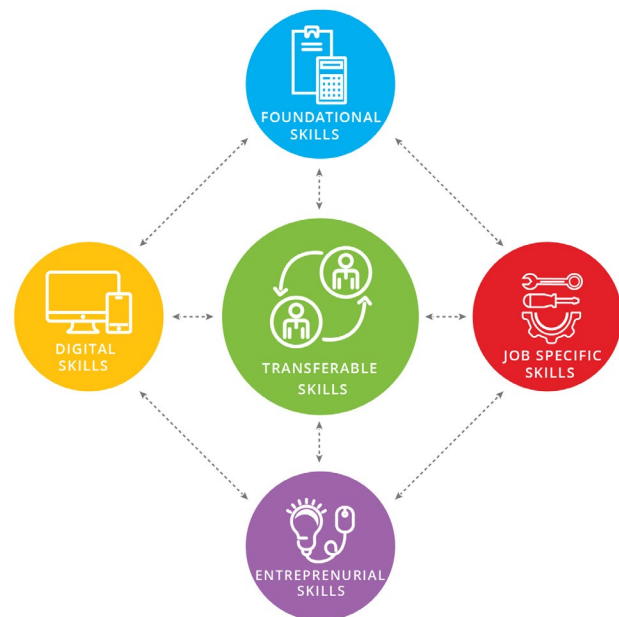 FOUNDATIONAL
SKILLS
DIGITAL
SKILLS
TRANSFERABLE
SKILLS
JOB SPECIFIC
SKILLS
ENTREPRENURIAL
SKILLS